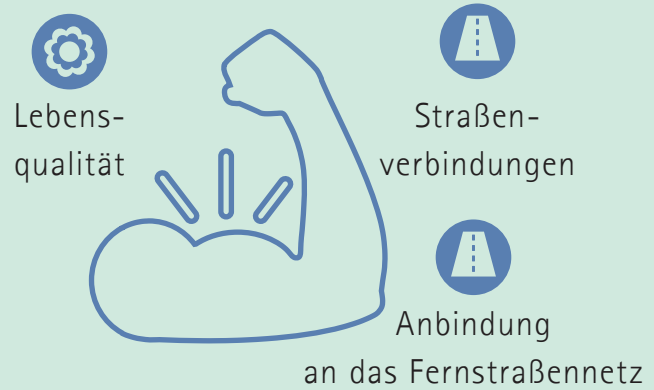 Lebens-
qualität
Straßen-
verbindungen
Anbindung
an das Fernstraßennetz